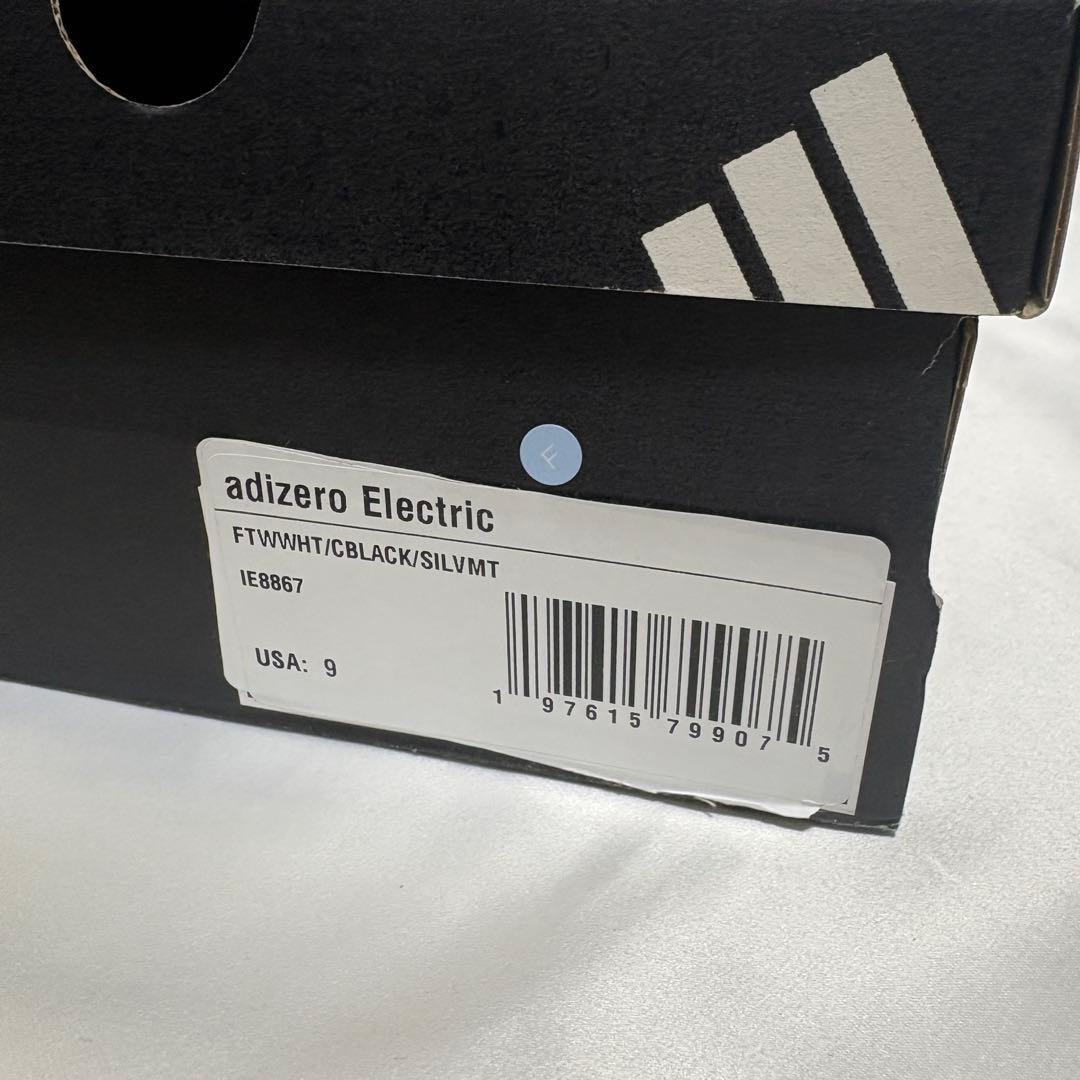 F
adizero Electric
FTWWHT/CBLACK/SILVMT
IE8867
USA: 9
1 97615 79907 5